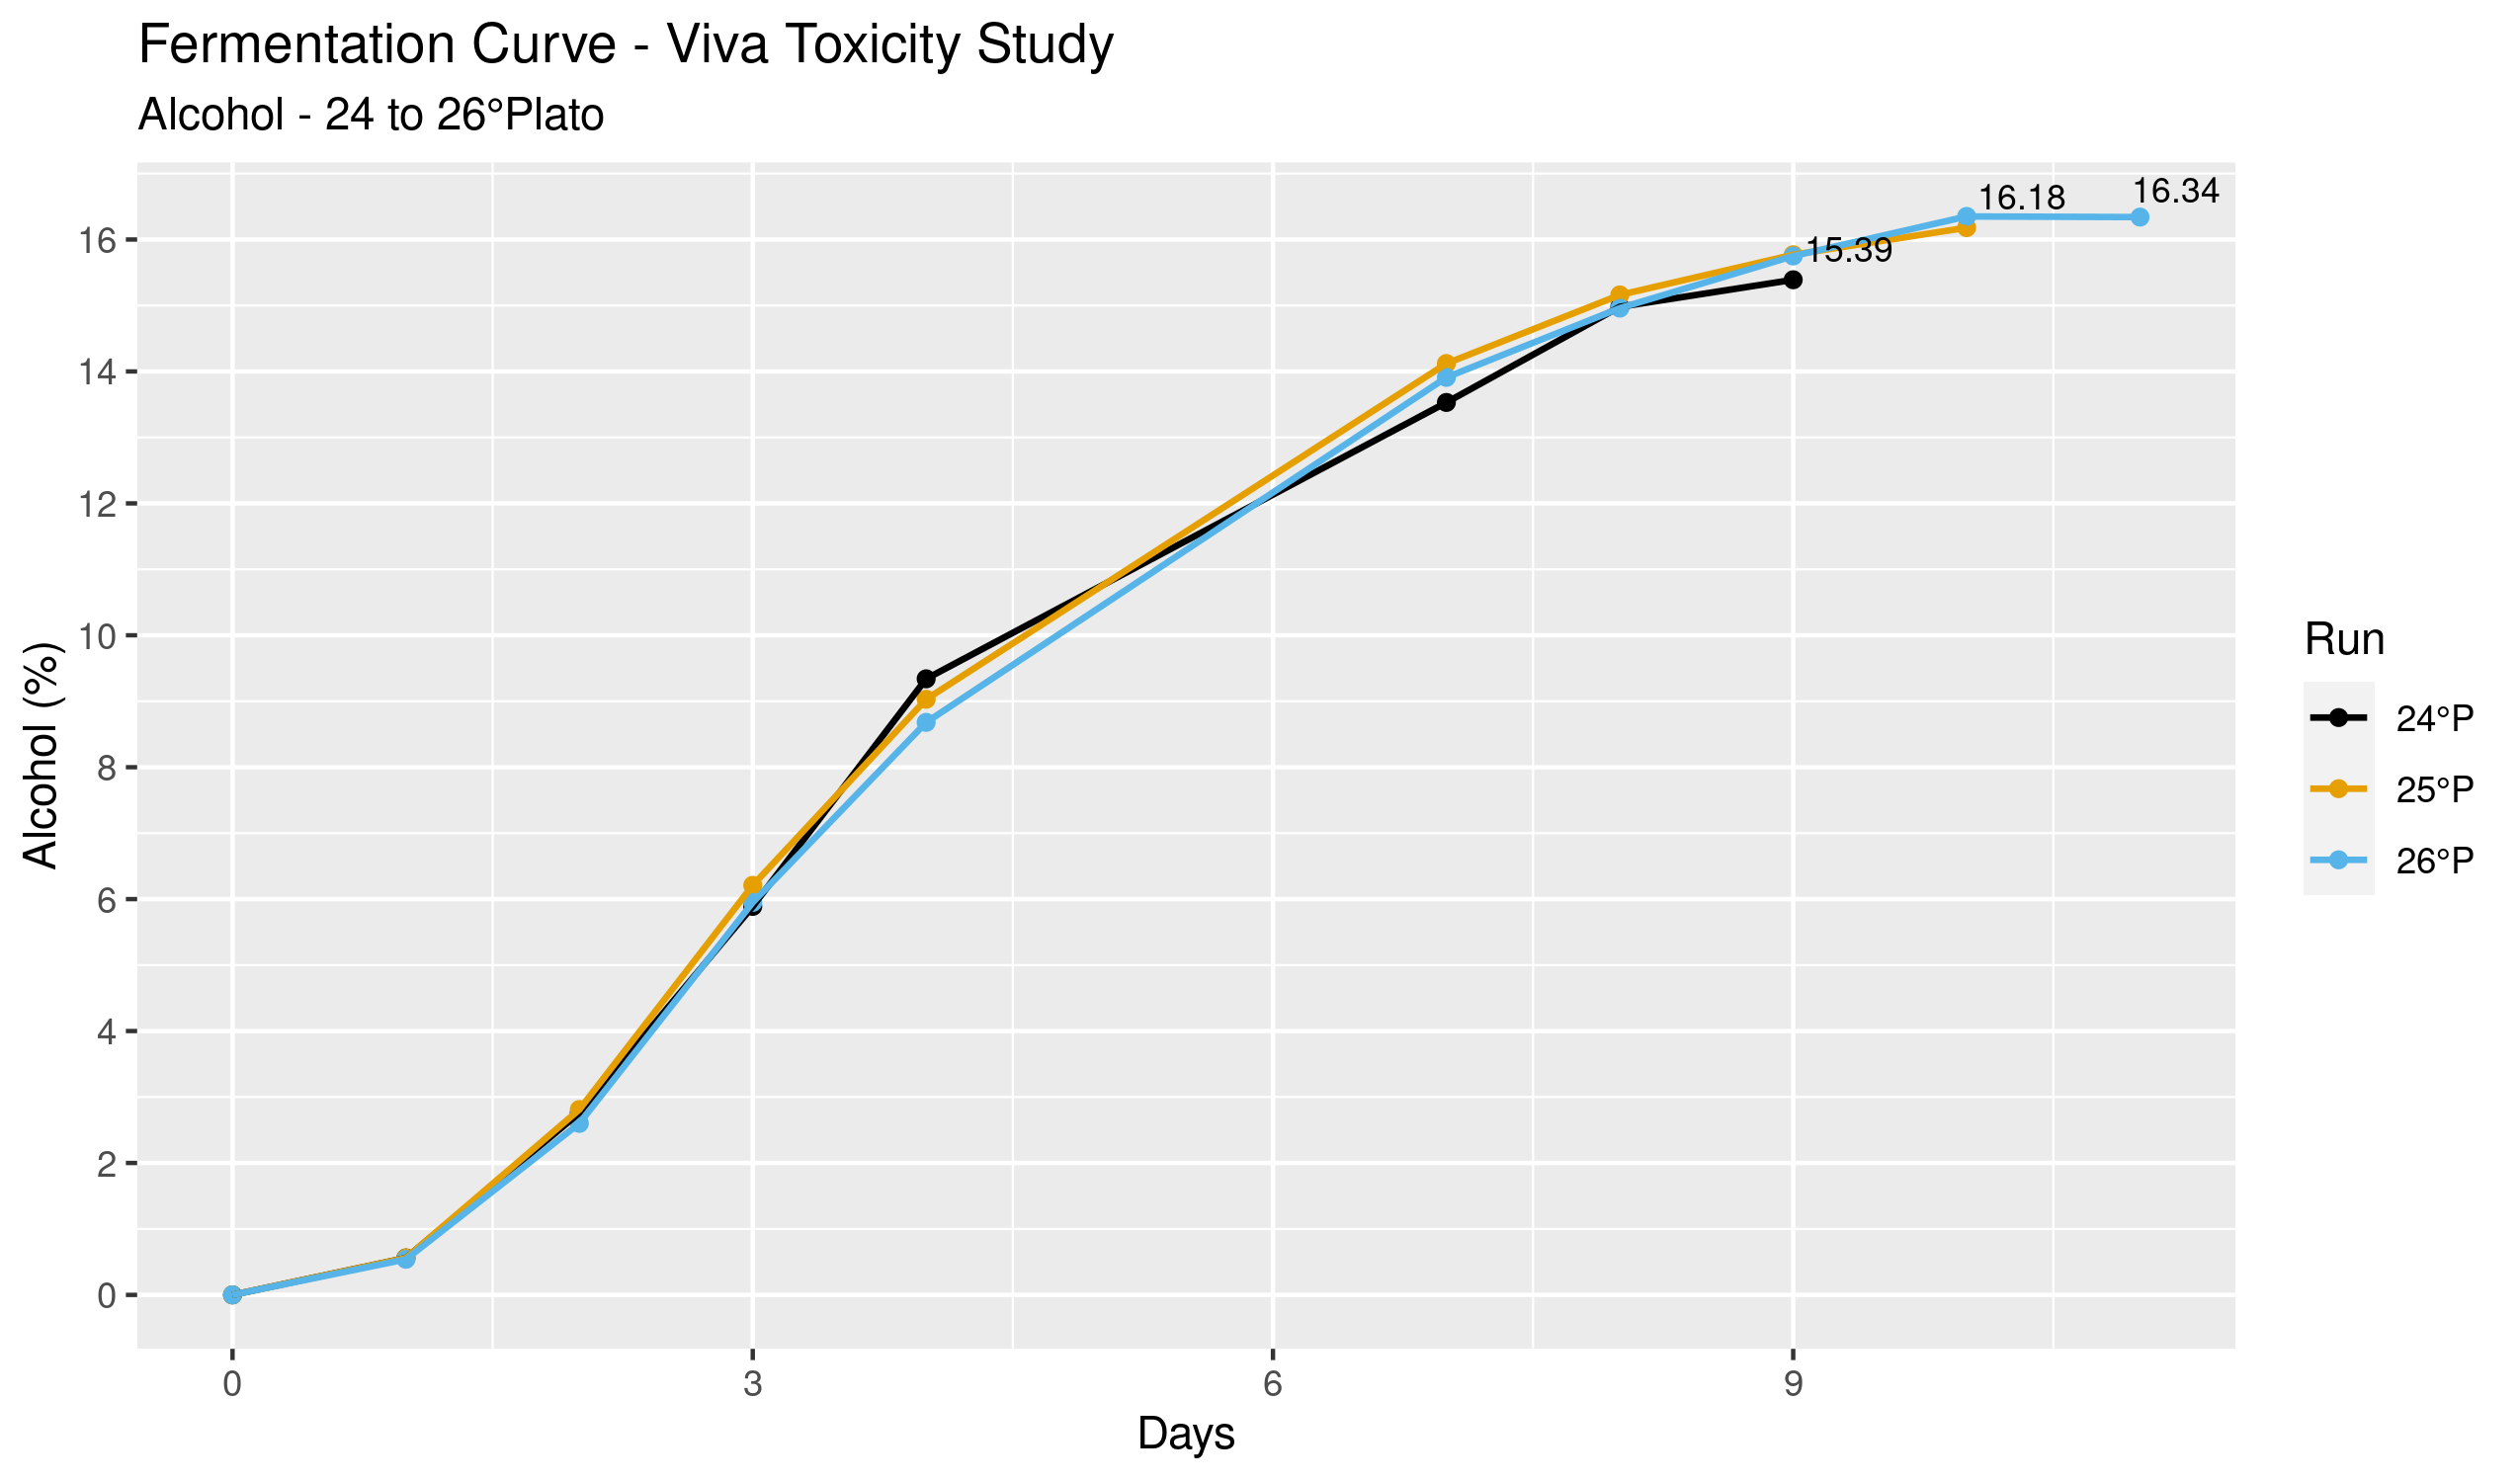 Fermentation Curve - Viva Toxicity Study
Alcohol - 24 to 26°Plato
16.18
16.34
15.39
16
14
12
10
8
6
4
2
0
Alcohol (%)
0 3 6 9
Days
Run
24°P
25°P
26°P